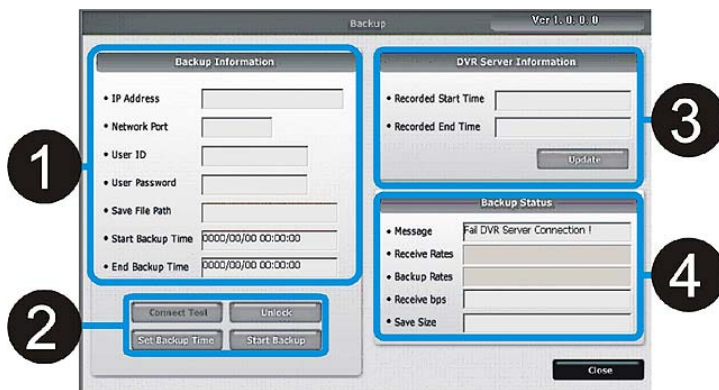 Backup
Ver 1. 0. 0. 0
Backup Information
• IP Address
• Network Port
• User ID
• User Password
• Save File Path
• Start Backup Time 0000/00/00 00:00:00
• End Backup Time 0000/00/00 00:00:00
1
Connect Test Unlock
Set Backup Time Start Backup
2
DVR Server Information
• Recorded Start Time
• Recorded End Time
Update
3
Backup Status
• Message Fail DVR Server Connection !
• Receive Rates
• Backup Rates
• Receive bps
• Save Size
4
Close